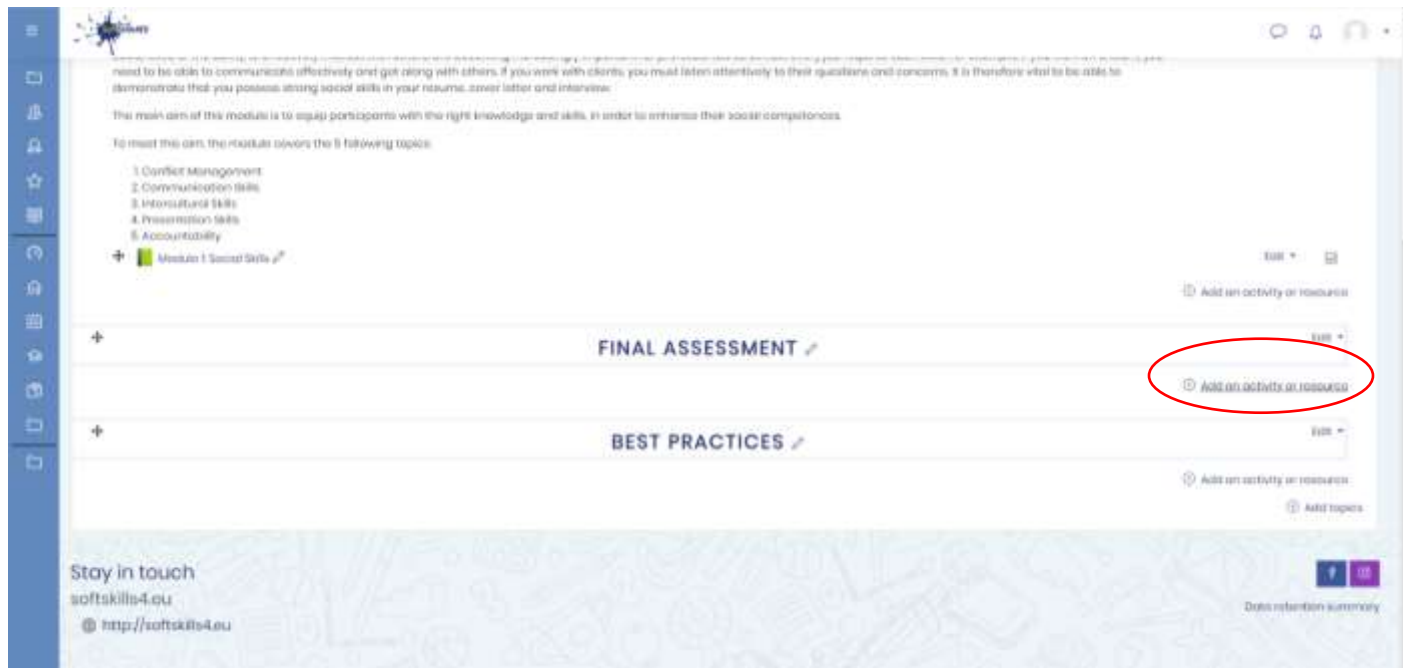 need to be able to communicate effectively and get along with others. If you work with clients, you must listen attentively to their questions and concerns. It is therefore vital to be able to
demonstrate that you possess strong social skills in your resume, cover letter and interview.
The main aim of this module is to equip participants with the right knowledge and skills, in order to enhance their social competences.
To meet this aim, the module covers the 5 following topics:
1. Conflict Management
2. Communication Skills
3. Intercultural Skills
4. Presentation Skills
5. Accountability
Module 1 Social Skills
Edit
Add an activity or resource
FINAL ASSESSMENT
Edit
Add an activity or resource
BEST PRACTICES
Edit
Add an activity or resource
Add topics
Stay in touch
softskills4.eu
http://softskills4.eu
Data retention summary